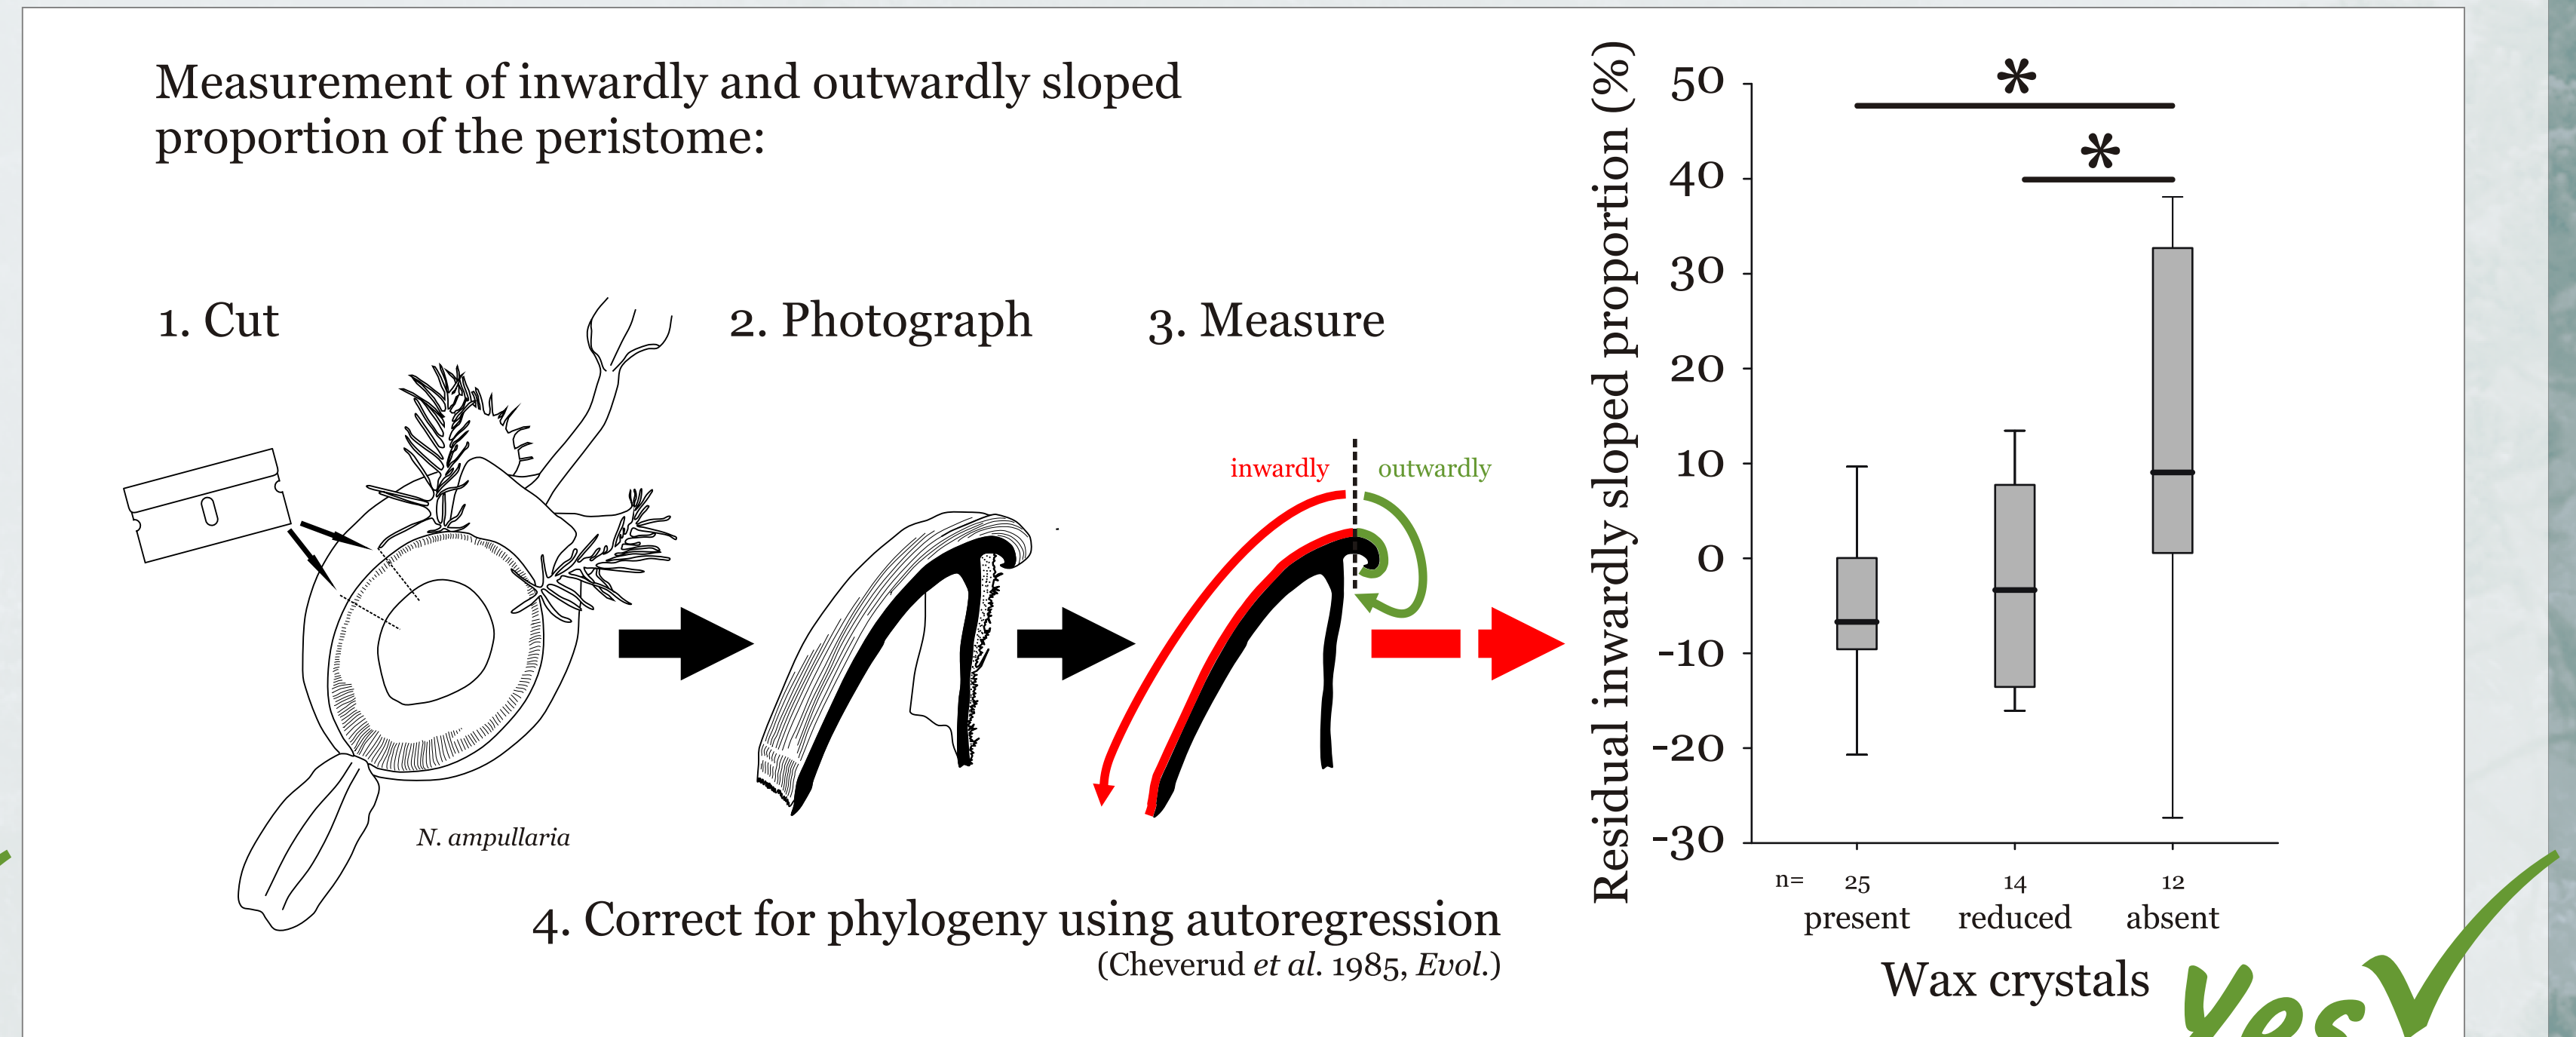 Measurement of inwardly and outwardly sloped
proportion of the peristome:
1. Cut
2. Photograph
3. Measure
inwardly
outwardly
N. ampullaria
4. Correct for phylogeny using autoregression
(Cheverud et al. 1985, Evol.)
Residual inwardly sloped proportion (%)
50
40
30
20
10
0
-10
-20
-30
*
*
n= 25 14 12
present reduced absent
Wax crystals
Yes